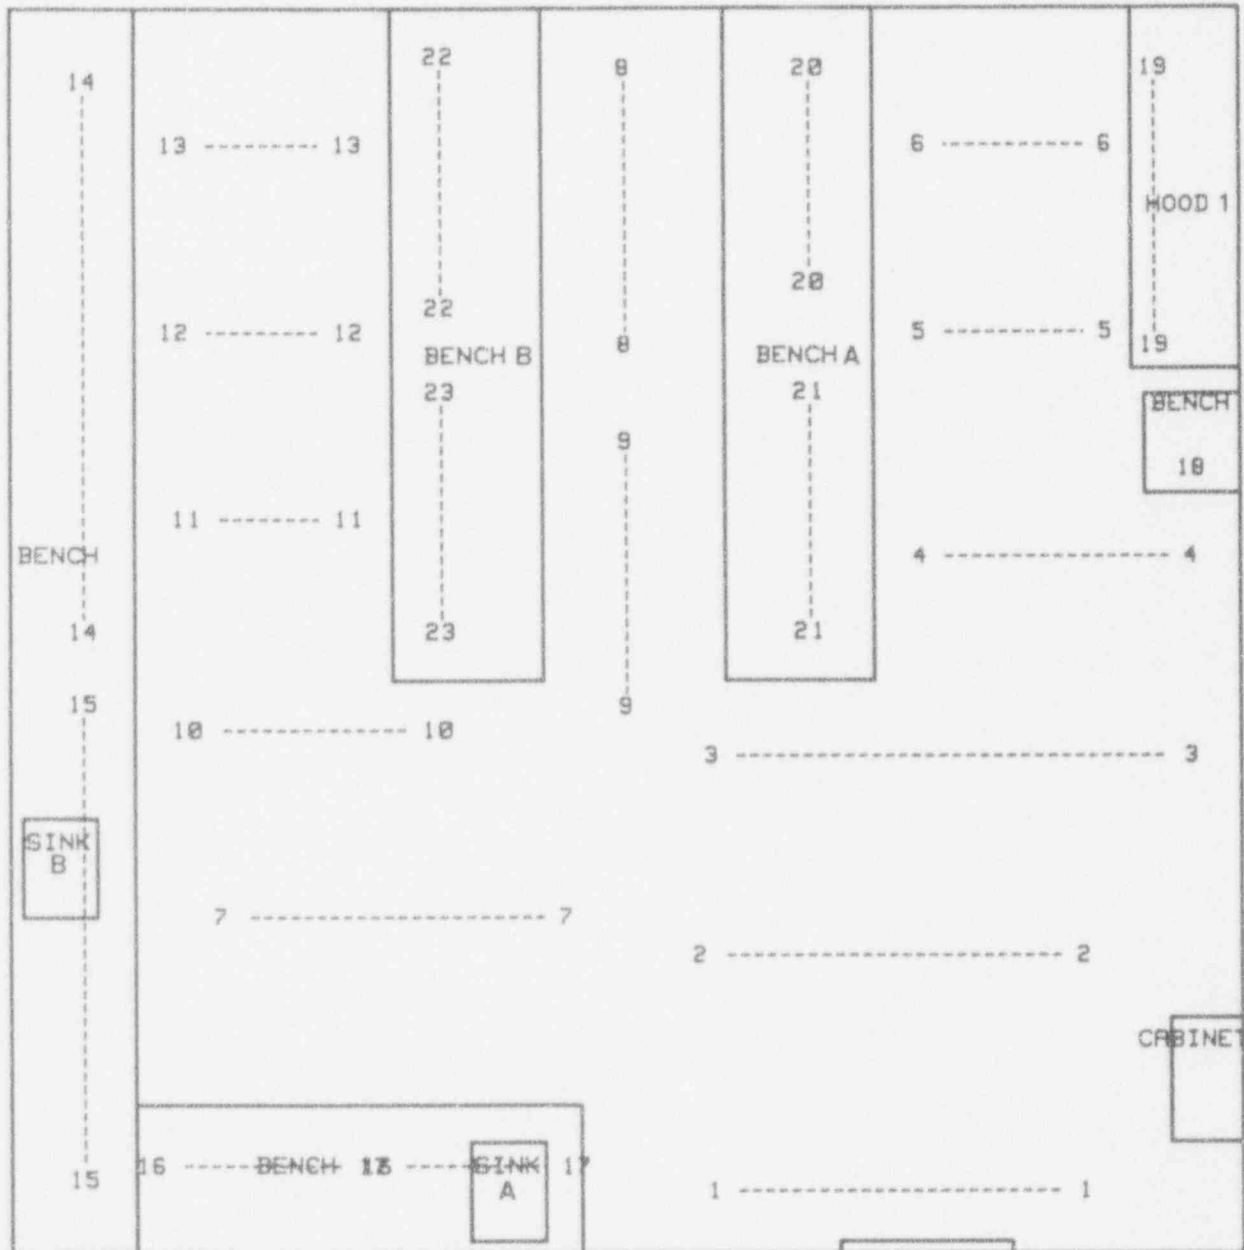 22 8 20 19
14
13 13 6 6
HOOD 1
20
22
12 12 5 5
8 19
BENCH B BENCH A
23 21 BENCH
9
18
11 11
BENCH 4 4
14 23 21
15 9
10 10
3 3
SINK
B
7 7
2 2
CABINET
16 BENCH SINK 17
15 A
1 1